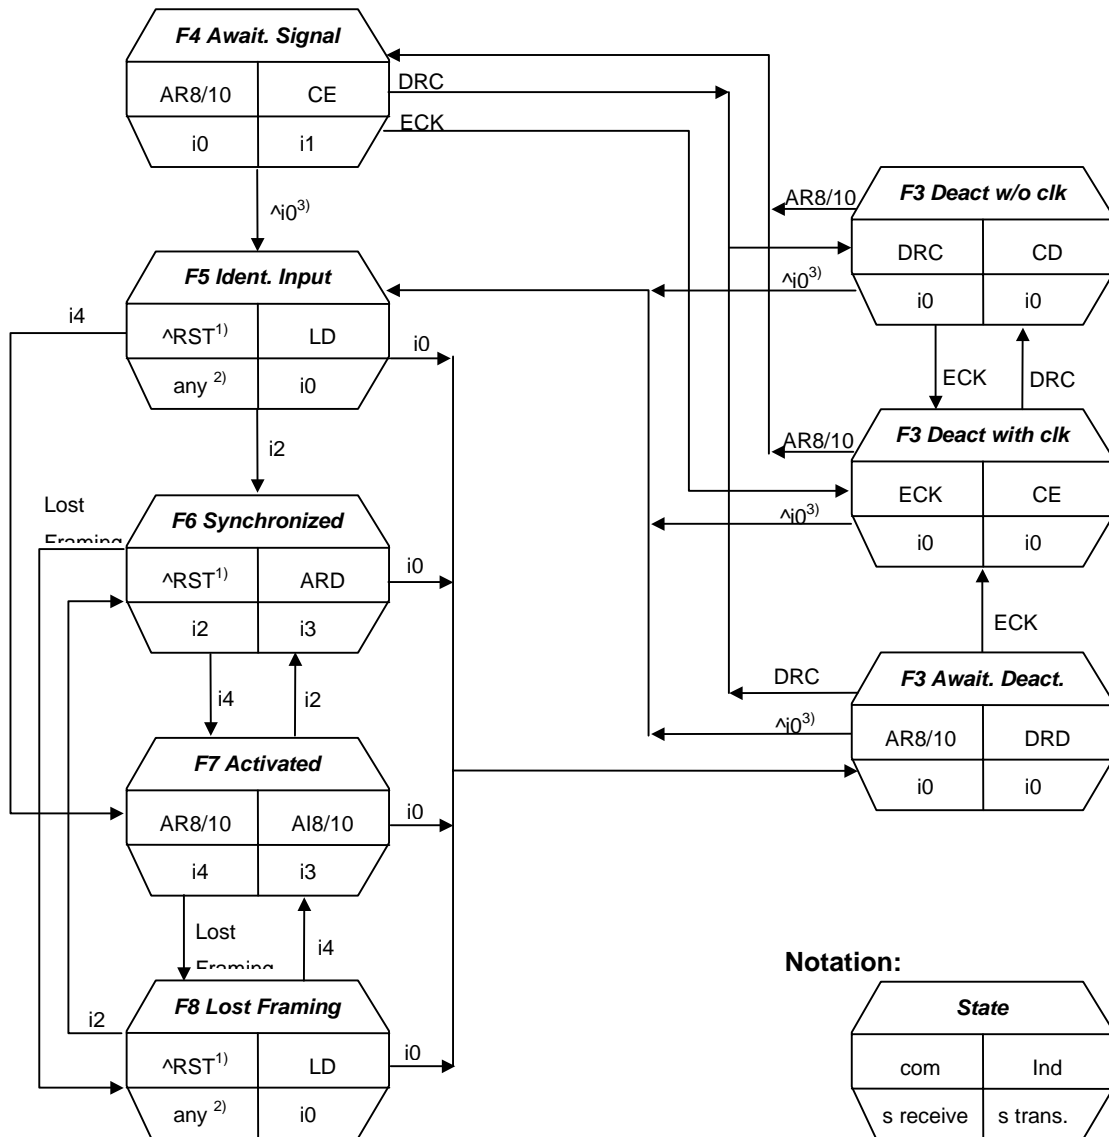 F4 Await. Signal
AR8/10 CE
i0 i1
DRC
ECK
^i0³⁾
F5 Ident. Input
^RST¹⁾ LD
any ²⁾ i0
i4
i0
i2
Lost
Framing
F6 Synchronized
^RST¹⁾ ARD
i2 i3
i0
i4
i2
F7 Activated
AR8/10 AI8/10
i4 i3
i0
Lost
Framing
i4
F8 Lost Framing
^RST¹⁾ LD
any ²⁾ i0
i2
i0
AR8/10
F3 Deact w/o clk
DRC CD
i0 i0
^i0³⁾
ECK
DRC
AR8/10
F3 Deact with clk
ECK CE
i0 i0
^i0³⁾
ECK
DRC
F3 Await. Deact.
AR8/10 DRD
i0 i0
^i0³⁾
Notation:
State
com Ind
s receive s trans.